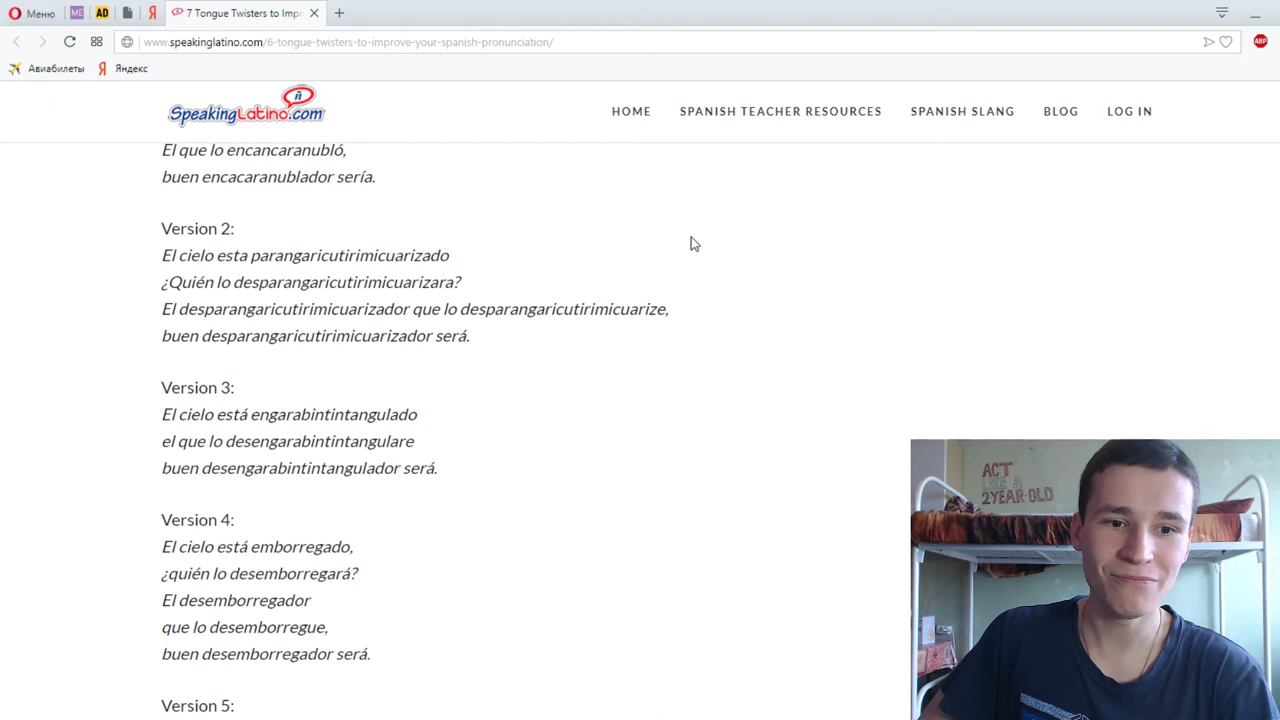 Меню
ME
AD
Я
7 Tongue Twisters to Impr
www.speakinglatino.com/6-tongue-twisters-to-improve-your-spanish-pronunciation/
ABP
Авиабилеты
Я Яндекс
ñ
SpeakingLatino.com
HOME
SPANISH TEACHER RESOURCES
SPANISH SLANG
BLOG
LOG IN
El que lo encancaranubló,
buen encacaranublador sería.
Version 2:
El cielo esta parangaricutirimicuarizado
¿Quién lo desparangaricutirimicuarizara?
El desparangaricutirimicuarizador que lo desparangaricutirimicuarize,
buen desparangaricutirimicuarizador será.
Version 3:
El cielo está engarabintintangulado
el que lo desengarabintintangulare
buen desengarabintintangulador será.
Version 4:
El cielo está emborregado,
¿quién lo desemborregará?
El desemborregador
que lo desemborregue,
buen desemborregador será.
Version 5:
ACT
LIKE A
2YEAR-OLD